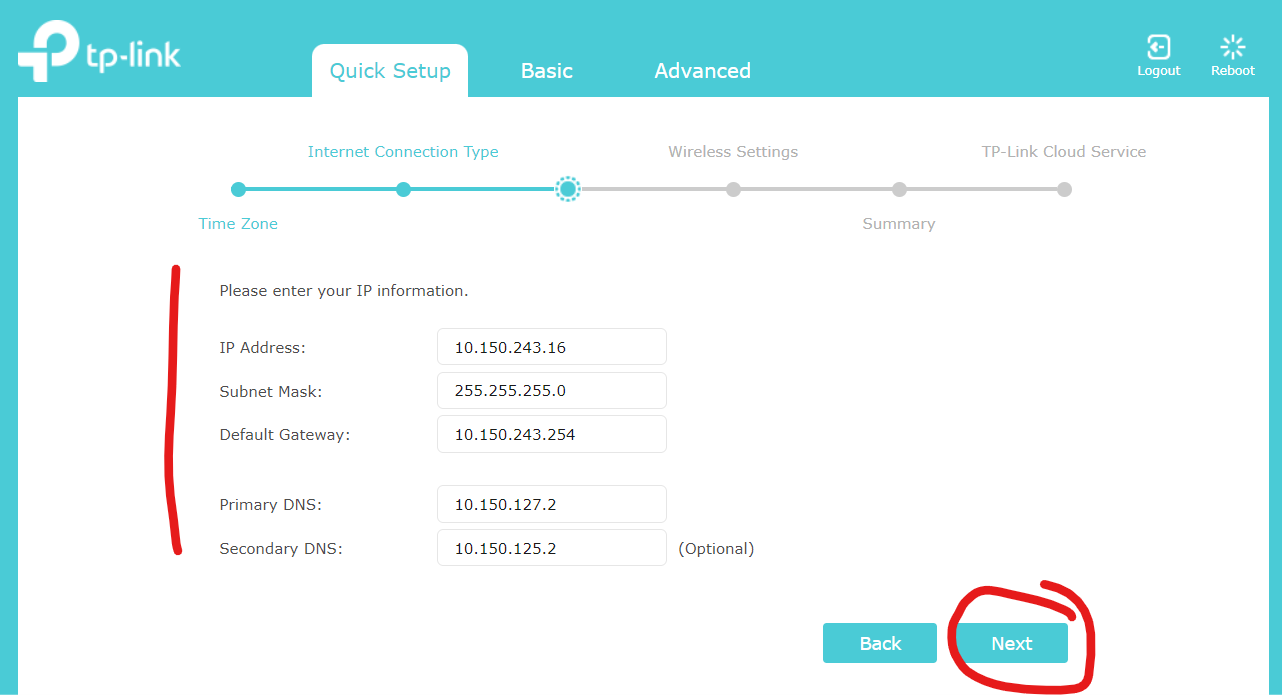 tp-link
Quick Setup
Basic
Advanced
Logout
Reboot
Internet Connection Type
Wireless Settings
TP-Link Cloud Service
Time Zone
Summary
Please enter your IP information.
IP Address: 10.150.243.16
Subnet Mask: 255.255.255.0
Default Gateway: 10.150.243.254
Primary DNS: 10.150.127.2
Secondary DNS: 10.150.125.2 (Optional)
Back
Next